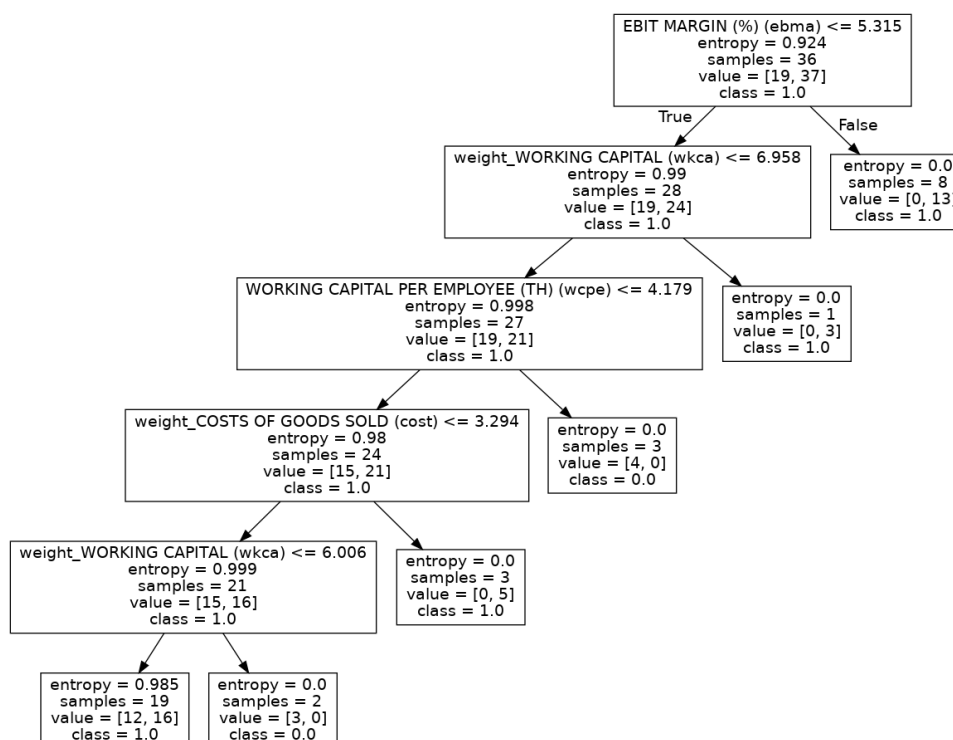 EBIT MARGIN (%) (ebma) <= 5.315
entropy = 0.924
samples = 36
value = [19, 37]
class = 1.0
True
False
weight_WORKING CAPITAL (wkca) <= 6.958
entropy = 0.99
samples = 28
value = [19, 24]
class = 1.0
entropy = 0.0
samples = 8
value = [0, 13]
class = 1.0
WORKING CAPITAL PER EMPLOYEE (TH) (wcpe) <= 4.179
entropy = 0.998
samples = 27
value = [19, 21]
class = 1.0
entropy = 0.0
samples = 1
value = [0, 3]
class = 1.0
weight_COSTS OF GOODS SOLD (cost) <= 3.294
entropy = 0.98
samples = 24
value = [15, 21]
class = 1.0
entropy = 0.0
samples = 3
value = [4, 0]
class = 0.0
weight_WORKING CAPITAL (wkca) <= 6.006
entropy = 0.999
samples = 21
value = [15, 16]
class = 1.0
entropy = 0.0
samples = 3
value = [0, 5]
class = 1.0
entropy = 0.985
samples = 19
value = [12, 16]
class = 1.0
entropy = 0.0
samples = 2
value = [3, 0]
class = 0.0